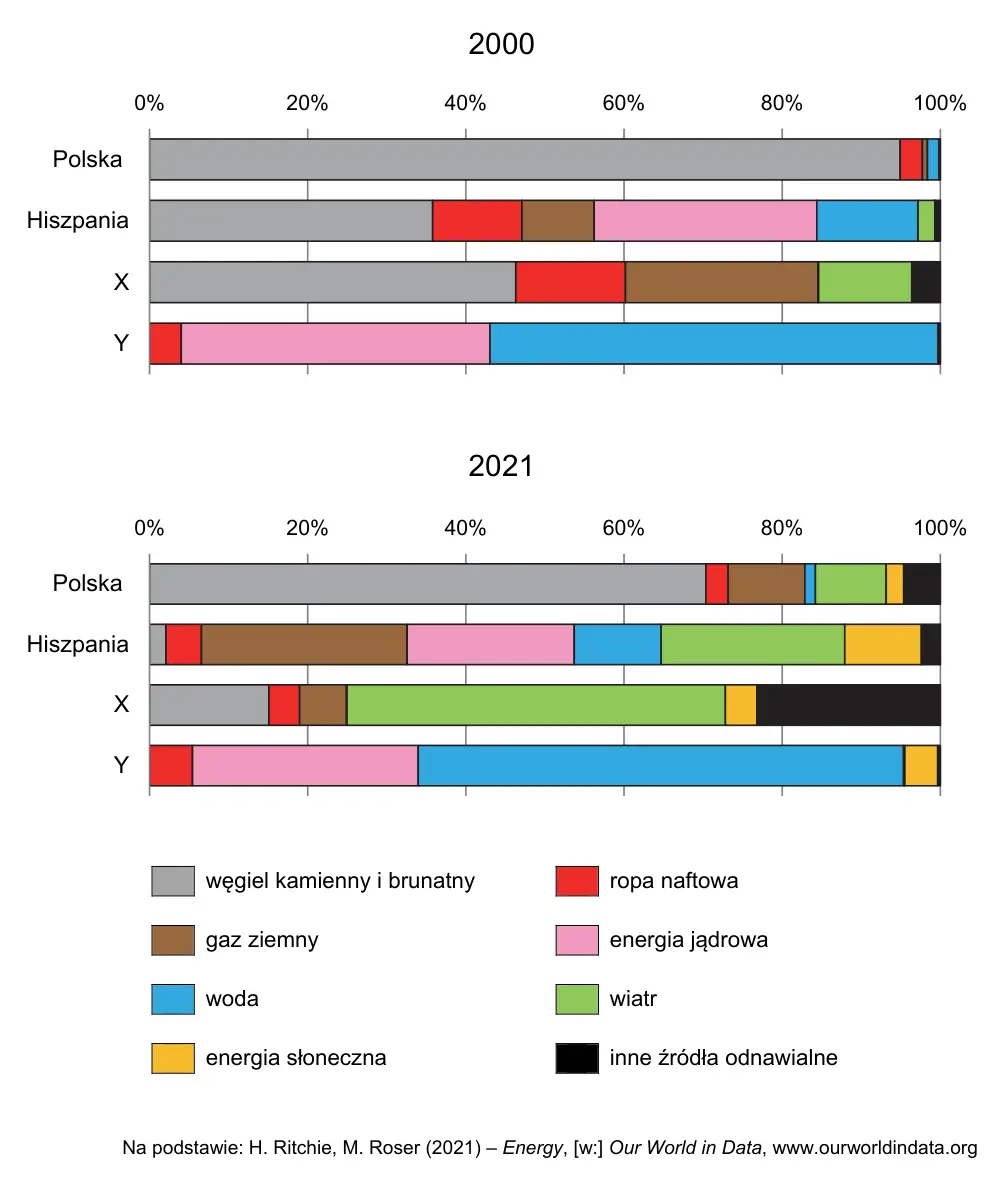 2000
0% 20% 40% 60% 80% 100%
Polska
Hiszpania
X
Y
2021
0% 20% 40% 60% 80% 100%
Polska
Hiszpania
X
Y
węgiel kamienny i brunatny
ropa naftowa
gaz ziemny
energia jądrowa
woda
wiatr
energia słoneczna
inne źródła odnawialne
Na podstawie: H. Ritchie, M. Roser (2021) – Energy, [w:] Our World in Data, www.ourworldindata.org